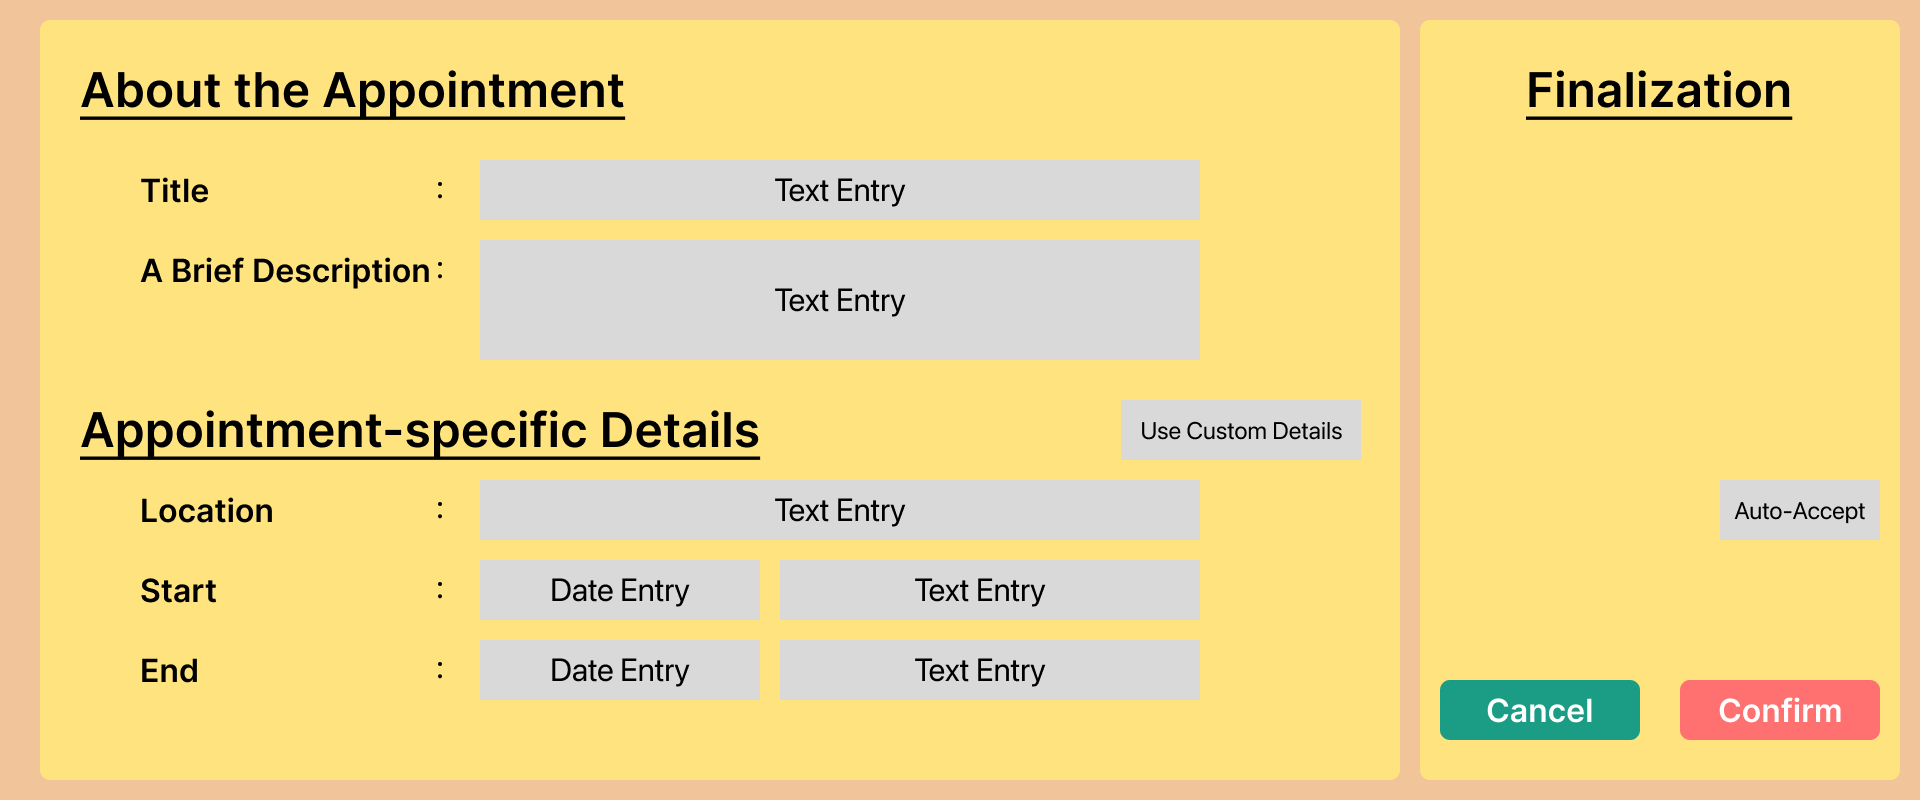 About the Appointment
Title : Text Entry
A Brief Description : Text Entry
Appointment-specific Details
Use Custom Details
Location : Text Entry
Start : Date Entry Text Entry
End : Date Entry Text Entry
Finalization
Auto-Accept
Cancel Confirm